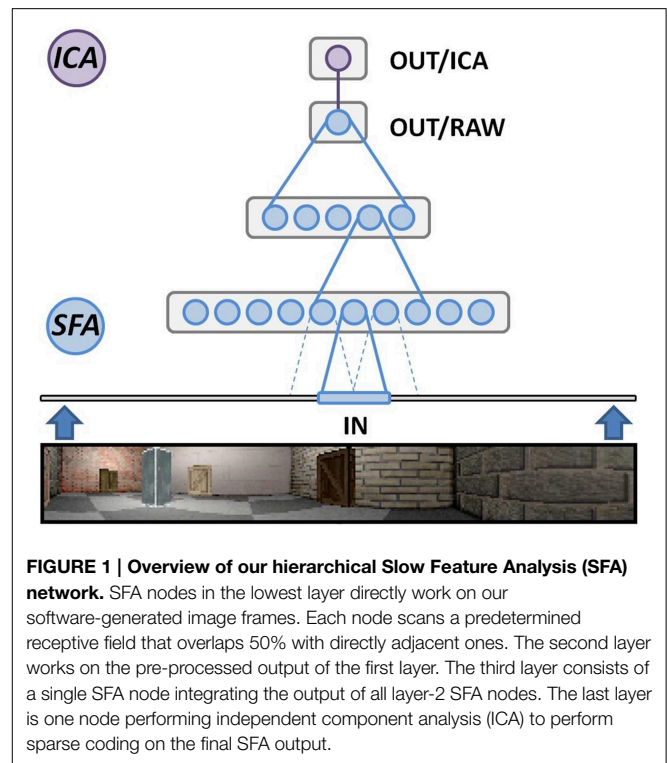 ICA
OUT/ICA
OUT/RAW
SFA
IN
FIGURE 1 | Overview of our hierarchical Slow Feature Analysis (SFA)
network. SFA nodes in the lowest layer directly work on our
software-generated image frames. Each node scans a predetermined
receptive field that overlaps 50% with directly adjacent ones. The second layer
works on the pre-processed output of the first layer. The third layer consists of
a single SFA node integrating the output of all layer-2 SFA nodes. The last layer
is one node performing independent component analysis (ICA) to perform
sparse coding on the final SFA output.